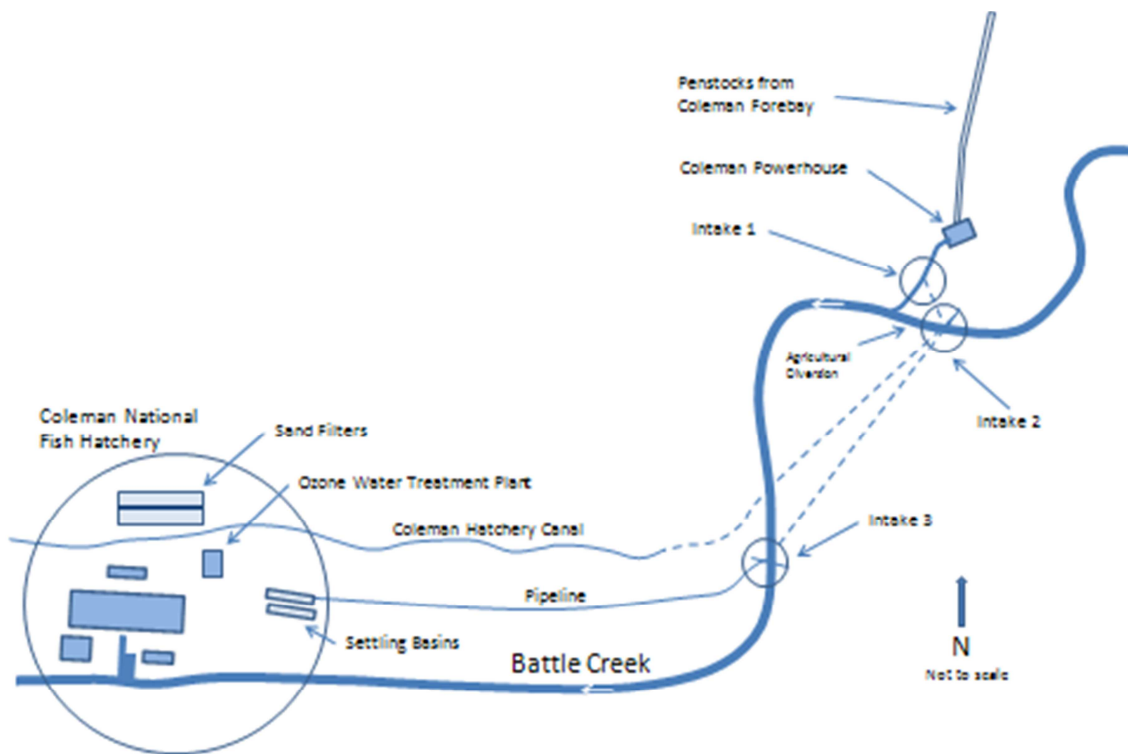 Penstocks from
Coleman Forebay
Coleman Powerhouse
Intake 1
Agricultural
Diversion
Intake 2
Coleman National
Fish Hatchery
Sand Filters
Ozone Water Treatment Plant
Coleman Hatchery Canal
Intake 3
Pipeline
Settling Basins
Battle Creek
N
Not to scale